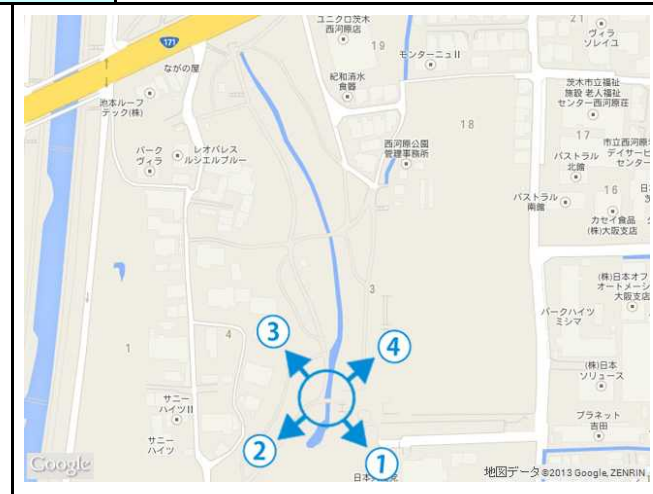 ユニクロ茨木
西河原店
19
モンターニュII
21
ヴィラ
ソレイユ
171
ながの屋
紀和清水
食器
茨木市立福祉
施設 老人福祉
センター西河原荘
池本ルーフ
テック(株)
18
パーク
ヴィラ
レオパレス
ルシエルブルー
西河原公園
管理事務所
17
市立西河原
デイサービ
センター
パストラル
北館
パストラル
南館
16
カセイ食品
(株)大阪支店
(株)日本オフ
オートメーシ
大阪支店
3
パークハイツ
ミシマ
1
4
③
④
(株)日本
ソリュース
サニー
ハイツII
プラネット
吉田
サニー
ハイツ
②
①
Google
地図データ ©2013 Google, ZENRIN